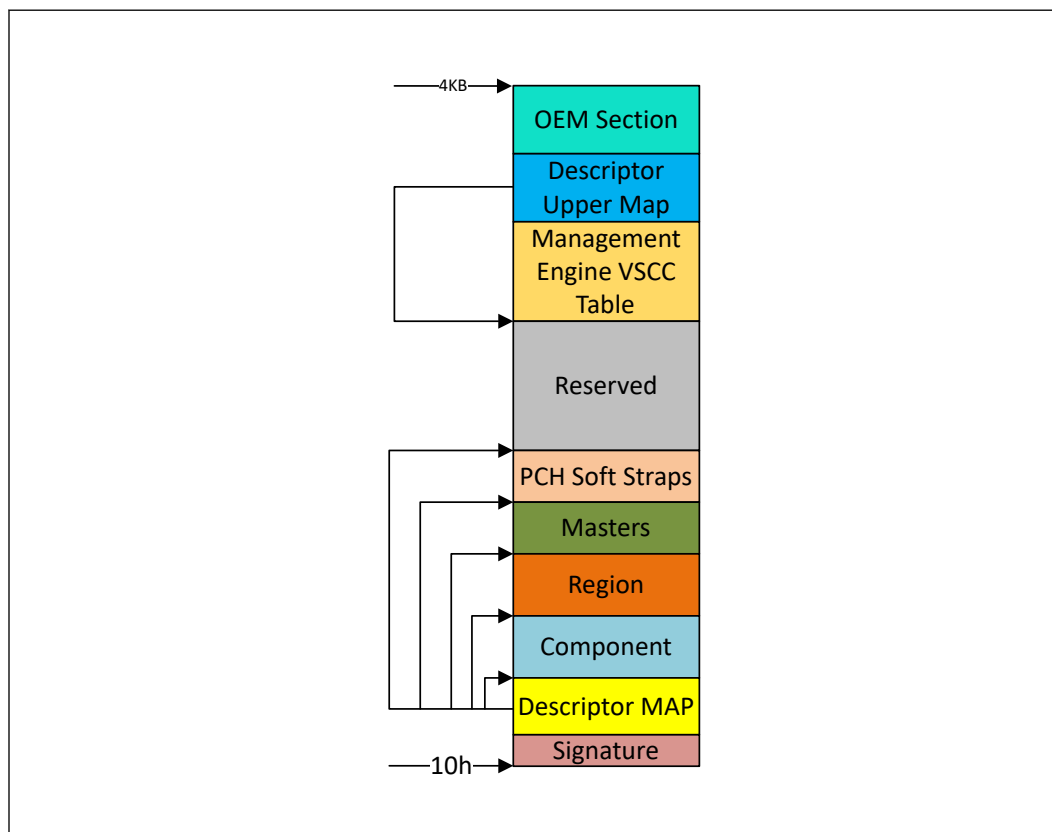 4KB
OEM Section
Descriptor
Upper Map
Management
Engine VSCC
Table
Reserved
PCH Soft Straps
Masters
Region
Component
Descriptor MAP
Signature
10h